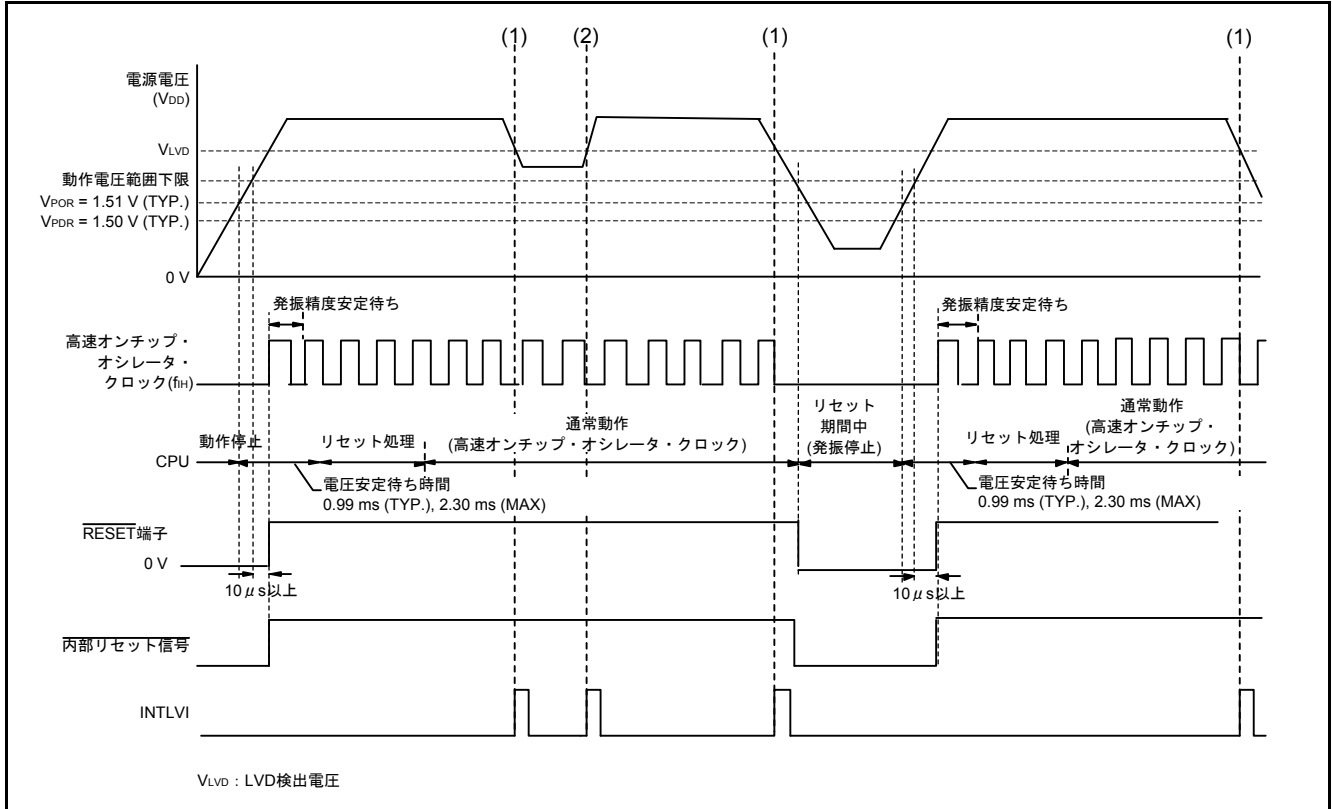 (1)
(2)
(1)
(1)
電源電圧
(VDD)
VLVD
動作電圧範囲下限
VPOR = 1.51 V (TYP.)
VPDR = 1.50 V (TYP.)
0 V
発振精度安定待ち
発振精度安定待ち
高速オンチップ・
オシレータ・
クロック(fIH)
動作停止
リセット処理
通常動作
(高速オンチップ・オシレータ・クロック)
リセット
期間中
(発振停止)
リセット処理
通常動作
(高速オンチップ・
オシレータ・クロック)
CPU
電圧安定待ち時間
0.99 ms (TYP.), 2.30 ms (MAX)
電圧安定待ち時間
0.99 ms (TYP.), 2.30 ms (MAX)
RESET端子
0 V
10 μs以上
10 μs以上
内部リセット信号
INTLVI
VLVD：LVD検出電圧